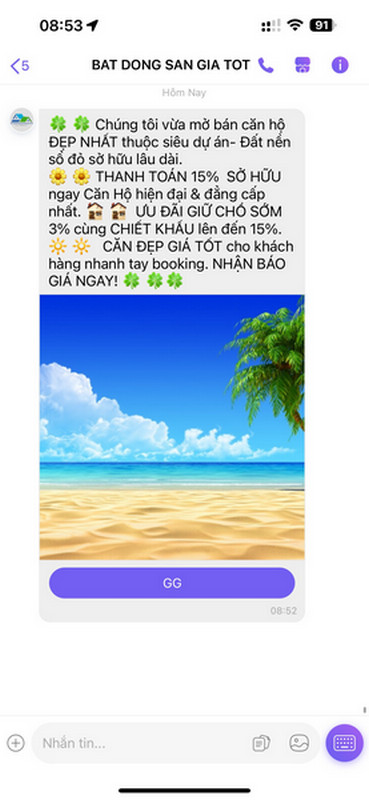 08:53
91
5
BAT DONG SAN GIA TOT
Hôm Nay
🍀 🍀 Chúng tôi vừa mở bán căn hộ
ĐẸP NHẤT thuộc siêu dự án- Đất nền
sổ đỏ sở hữu lâu dài.
🌼 🌼 THANH TOÁN 15% SỞ HỮU
ngay Căn Hộ hiện đại & đẳng cấp
nhất. 🏠 🏠 ƯU ĐÃI GIỮ CHỖ SỚM
3% cùng CHIẾT KHẤU lên đến 15%.
🔆 🔆 CĂN ĐẸP GIÁ TỐT cho khách
hàng nhanh tay booking. NHẬN BÁO
GIÁ NGAY! 🍀 🍀 🍀
GG
08:52
Nhắn tin...